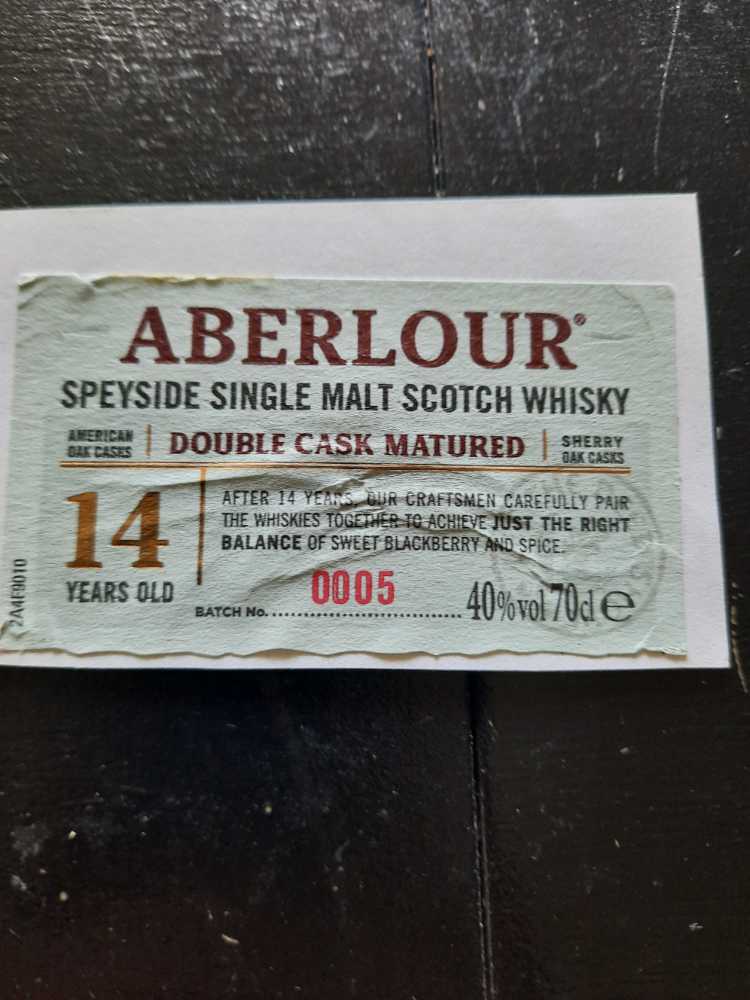 ABERLOUR®
SPEYSIDE SINGLE MALT SCOTCH WHISKY
AMERICAN OAK CASKS | DOUBLE CASK MATURED | SHERRY OAK CASKS
14
YEARS OLD
AFTER 14 YEARS, OUR CRAFTSMEN CAREFULLY PAIR
THE WHISKIES TOGETHER TO ACHIEVE JUST THE RIGHT
BALANCE OF SWEET BLACKBERRY AND SPICE.
BATCH No. 0005
40%vol 70cl e
2A4F9010